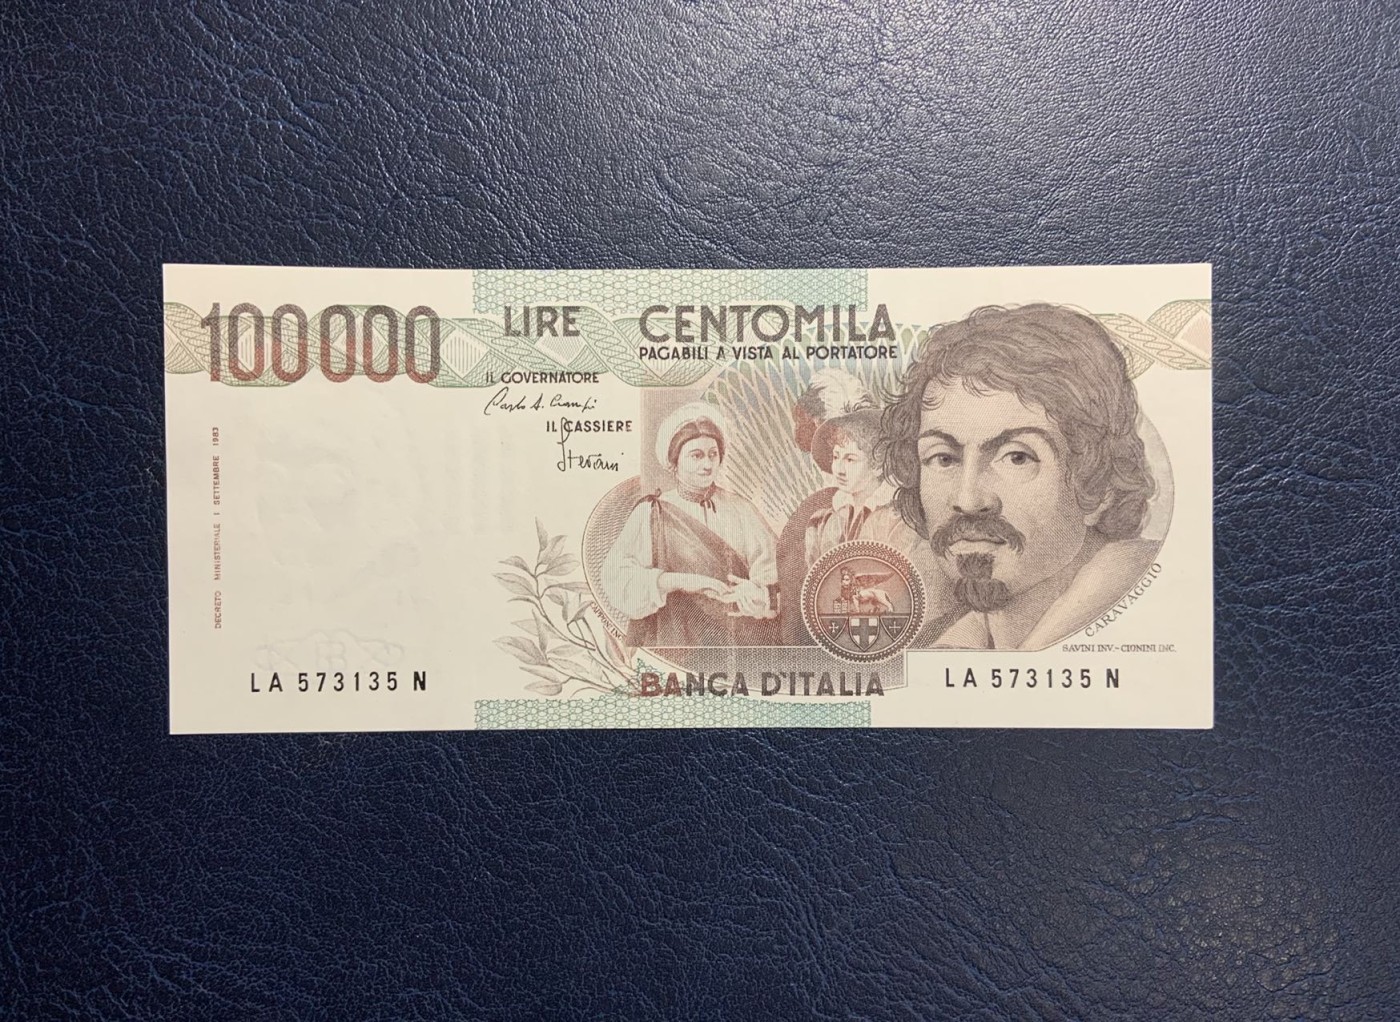 100000 LIRE CENTOMILA
PAGABILI A VISTA AL PORTATORE
IL GOVERNATORE
Carlo A. Ciampi
IL CASSIERE
Stevani
DECRETO MINISTERIALE 1 SETTEMBRE 1983
CARAVAGGIO
SAVINI INV.-CIONINI INC.
LA 573135 N
BANCA D'ITALIA
LA 573135 N